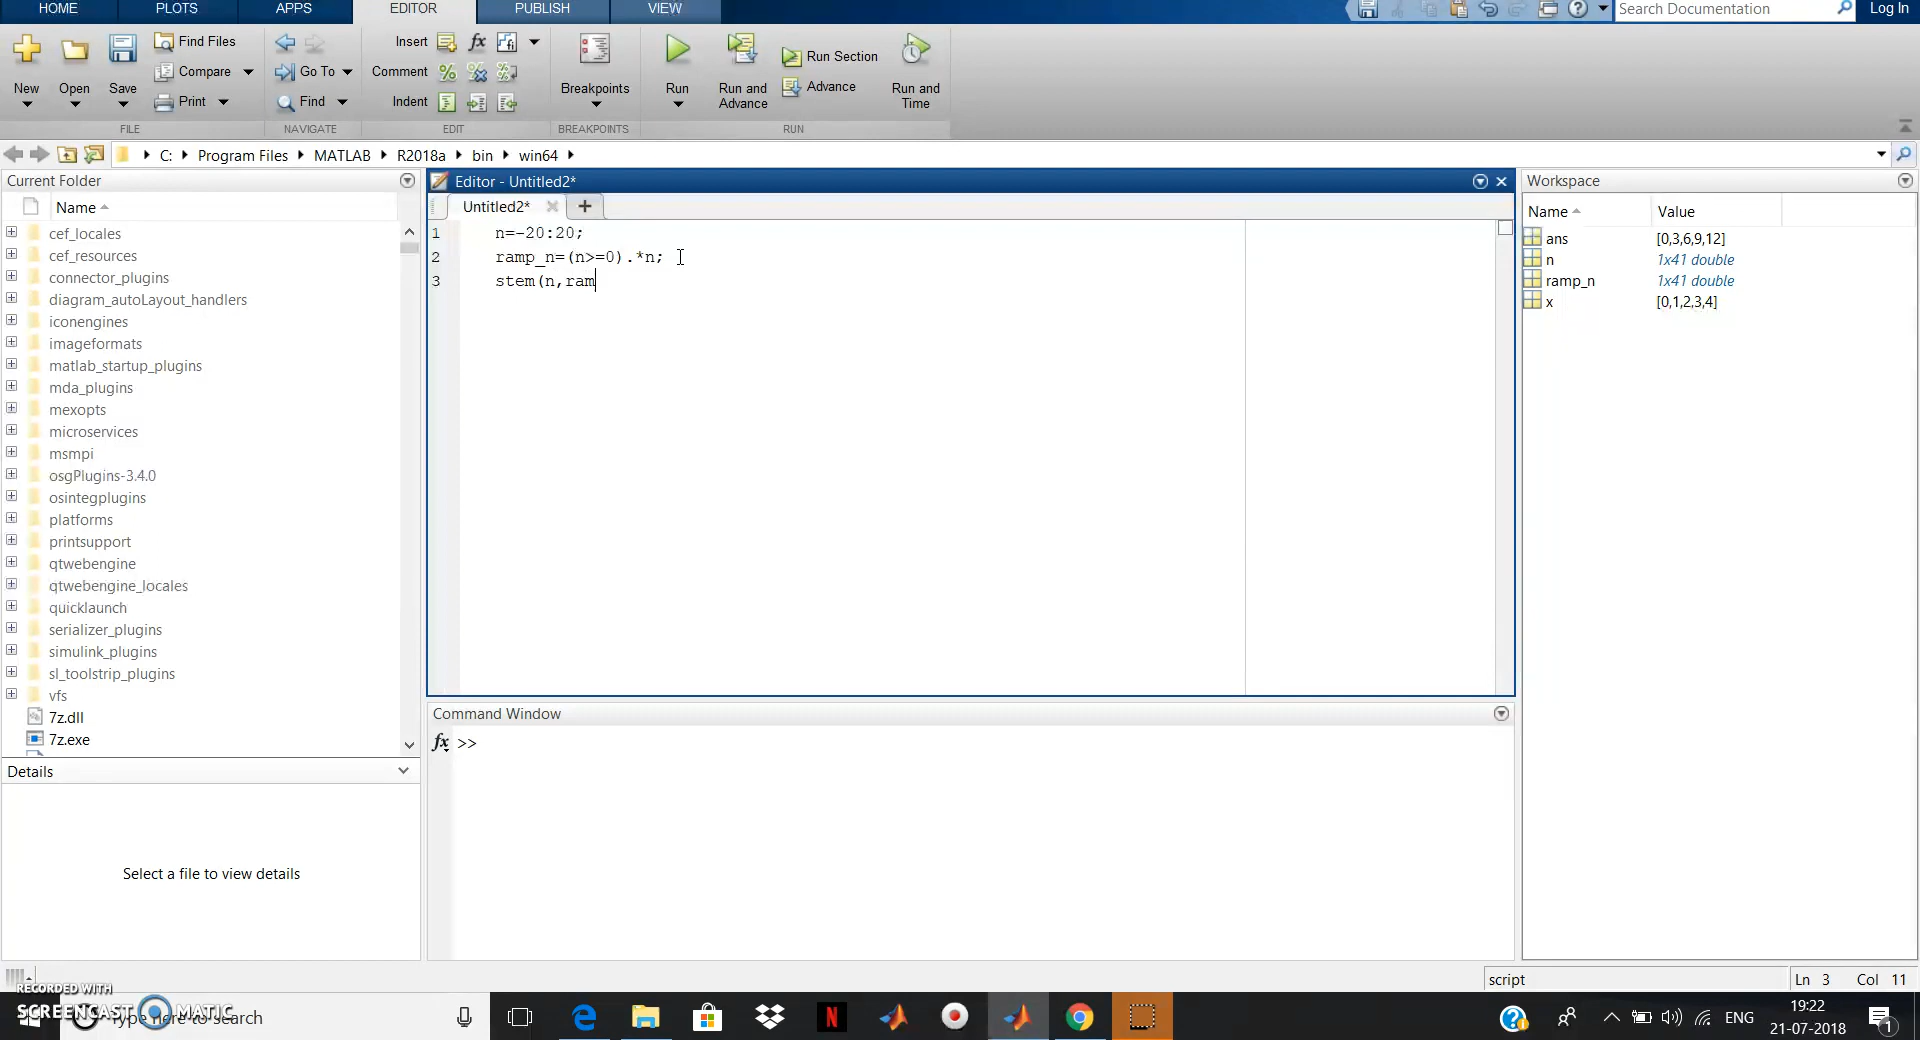 HOME PLOTS APPS EDITOR PUBLISH VIEW Search Documentation Log In
New Open Save Find Files Compare Print
Go To Find
Insert fx
Comment %
Indent
Breakpoints Run Run and Advance Run Section Advance Run and Time
FILE NAVIGATE EDIT BREAKPOINTS RUN
C: Program Files MATLAB R2018a bin win64
Current Folder
Name
cef_locales
cef_resources
connector_plugins
diagram_autoLayout_handlers
iconengines
imageformats
matlab_startup_plugins
mda_plugins
mexopts
microservices
msmpi
osgPlugins-3.4.0
osintegplugins
platforms
printsupport
qtwebengine
qtwebengine_locales
quicklaunch
serializer_plugins
simulink_plugins
sl_toolstrip_plugins
vfs
7z.dll
7z.exe
Details
Select a file to view details
Editor - Untitled2*
Untitled2*
1 n=-20:20;
2 ramp_n=(n>=0).*n;
3 stem(n,ram
Command Window
fx >>
Workspace
Name Value
ans [0,3,6,9,12]
n 1x41 double
ramp_n 1x41 double
x [0,1,2,3,4]
script Ln 3 Col 11
RECORDED WITH
SCREENCAST MATIC
Type here to search
ENG
19:22
21-07-2018
1